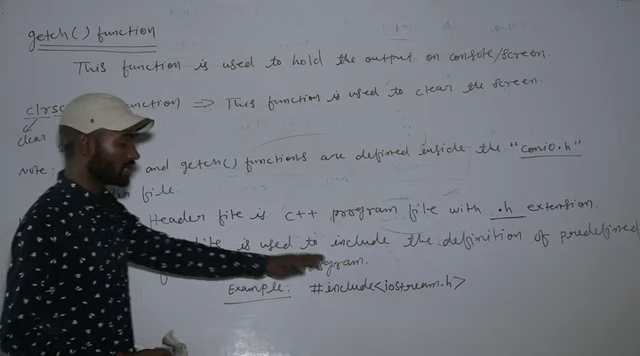 getch() function
This function is used to hold the output on console/screen.
function ⇒ This function is used to clear the screen.
clear
Note: and getch() functions are defined inside the "conio.h"
file.
Header file is C++ program file with .h extension.
is used to include the definition of predefined
Example: #include<iostream.h>